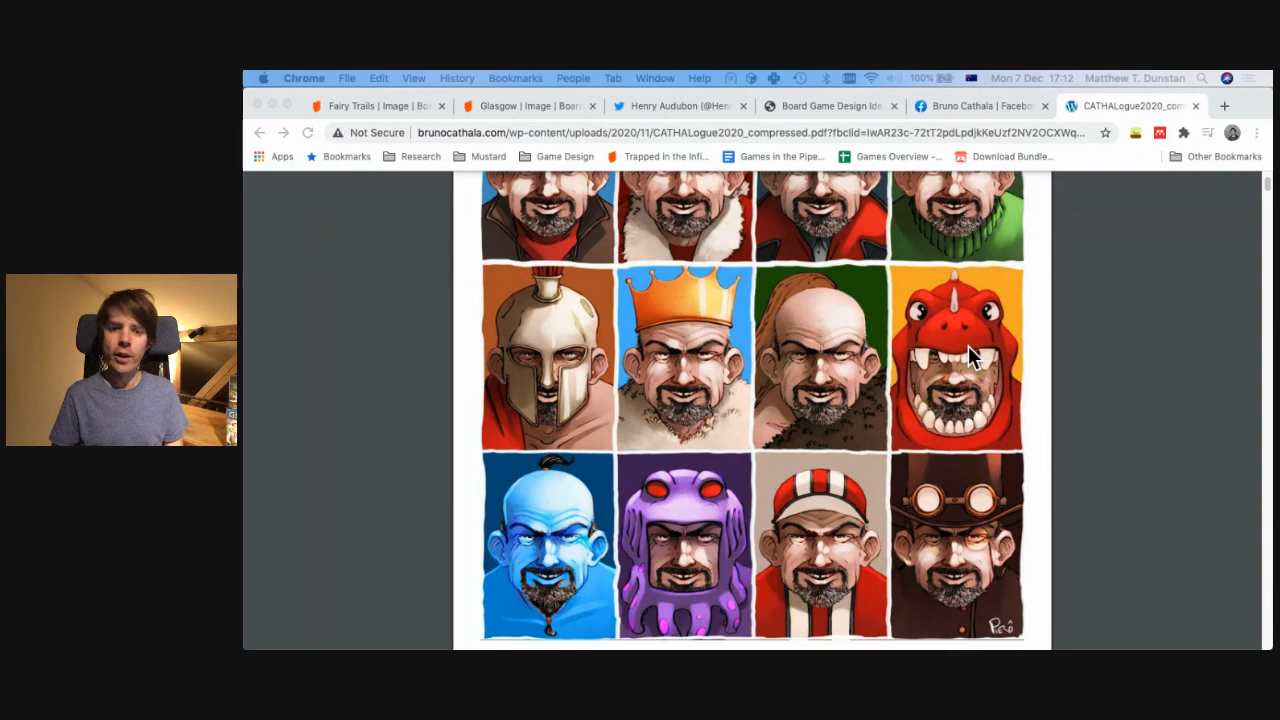 Chrome File Edit View History Bookmarks People Tab Window Help 100% Mon 7 Dec 17:12 Matthew T. Dunstan
Fairy Trails | Image | Bo Glasgow | Image | Boar Henry Audubon (@Hen Board Game Design Ide Bruno Cathala | Faceboo CATHALogue2020_com
Not Secure brunocathala.com/wp-content/uploads/2020/11/CATHALogue2020_compressed.pdf?fbclid=IwAR23c-72tT2pdLpdjkKeUzf2NV2OCXWq...
Apps Bookmarks Research Mustard Game Design Trapped in the Infi... Games in the Pipe... Games Overview -... Download Bundle... Other Bookmarks
PIERÔ